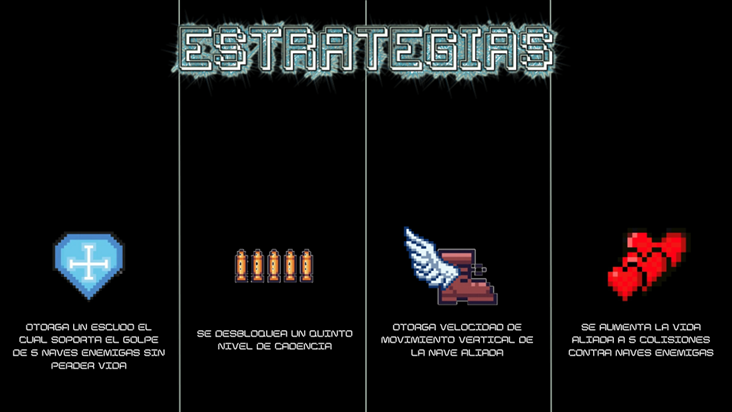 ESTRATEGIAS
OTORGA UN ESCUDO EL
CUAL SOPORTA EL GOLPE
DE 5 NAVES ENEMIGAS SIN
PERDER VIDA
SE DESBLOQUEA UN QUINTO
NIVEL DE CADENCIA
OTORGA VELOCIDAD DE
MOVIMIENTO VERTICAL DE
LA NAVE ALIADA
SE AUMENTA LA VIDA
ALIADA A 5 COLISIONES
CONTRA NAVES ENEMIGAS